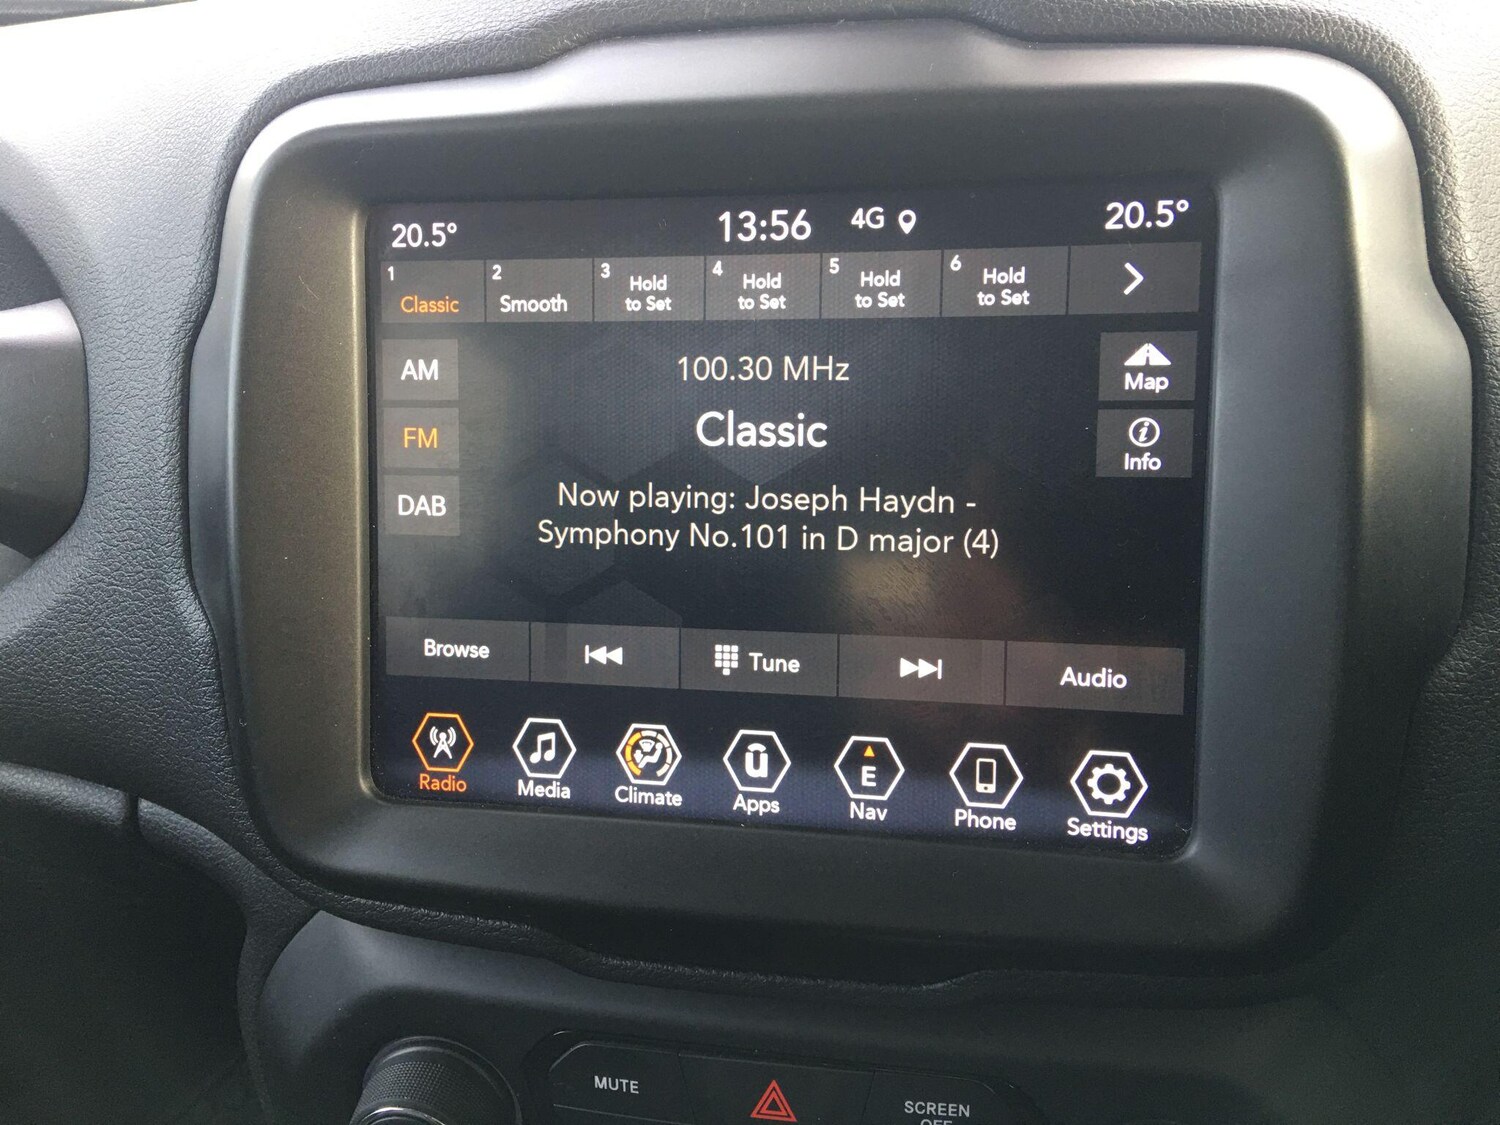 20.5°
13:56
4G
20.5°
1
Classic
2
Smooth
3
Hold
to Set
4
Hold
to Set
5
Hold
to Set
6
Hold
to Set
AM
FM
DAB
100.30 MHz
Classic
Now playing: Joseph Haydn -
Symphony No.101 in D major (4)
Map
i
Info
Browse
Tune
Audio
Radio
Media
Climate
ū
Apps
E
Nav
Phone
Settings
MUTE
SCREEN
OFF